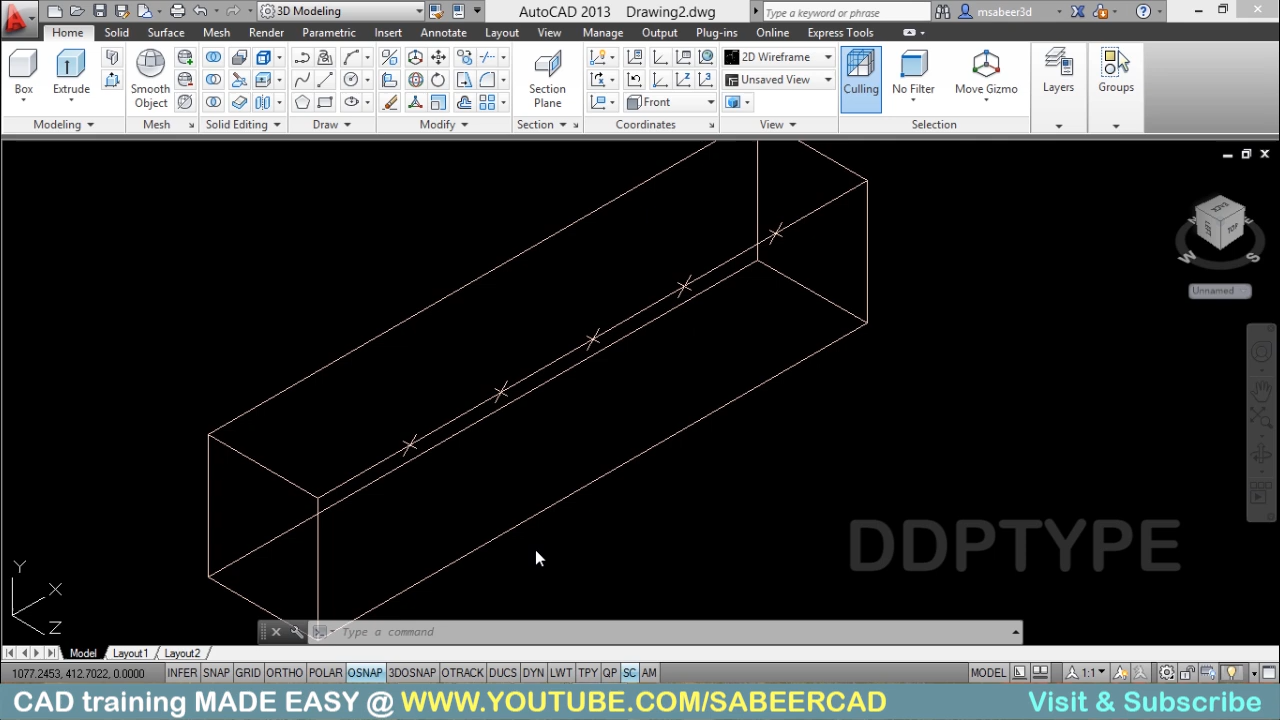 3D Modeling
AutoCAD 2013 Drawing2.dwg
Type a keyword or phrase
msabeer3d
Home Solid Surface Mesh Render Parametric Insert Annotate Layout View Manage Output Plug-ins Online Express Tools
Box
Extrude
Smooth Object
Section Plane
Front
2D Wireframe
Unsaved View
Culling
No Filter
Move Gizmo
Layers
Groups
Modeling Mesh Solid Editing Draw Modify Section Coordinates View Selection
TOP
W
S
Unnamed
DDPTYPE
Y
X
Z
Type a command
Model Layout1 Layout2
1077.2453, 412.7022, 0.0000 INFER SNAP GRID ORTHO POLAR OSNAP 3DOSNAP OTRACK DUCS DYN LWT TPY QP SC AM MODEL 1:1
CAD training MADE EASY @ WWW.YOUTUBE.COM/SABEERCAD Visit & Subscribe